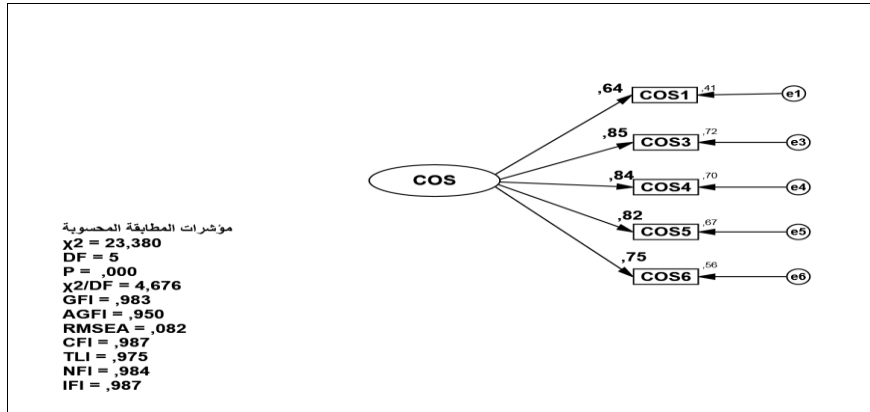 ,64
COS1
,41
e1
,85
COS3
,72
e3
COS
,84
COS4
,70
e4
,82
COS5
,67
e5
,75
COS6
,56
e6
مؤشرات المطابقة المحسوبة
χ2 = 23,380
DF = 5
P = ,000
χ2/DF = 4,676
GFI = ,983
AGFI = ,950
RMSEA = ,082
CFI = ,987
TLI = ,975
NFI = ,984
IFI = ,987